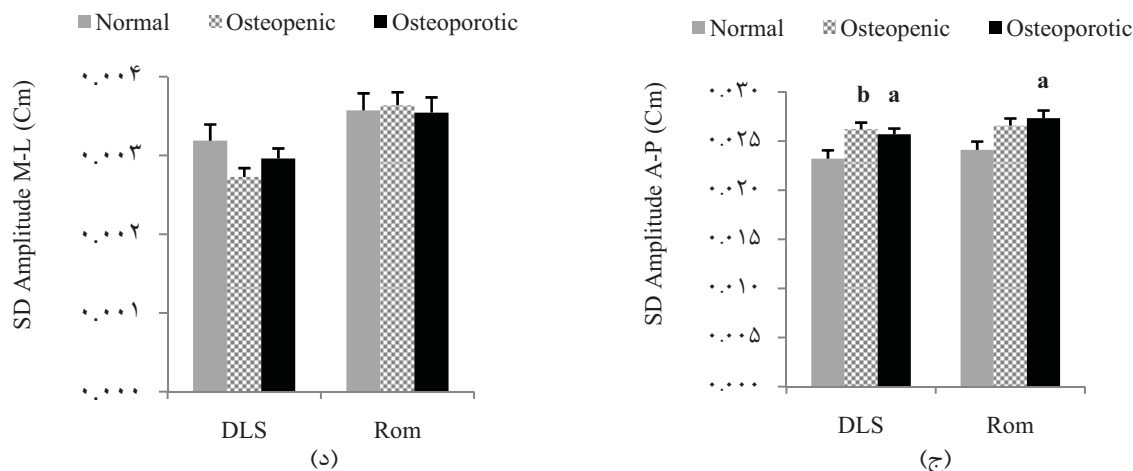 Normal Osteopenic Osteoporotic
SD Amplitude M-L (Cm)
۰.۰۰۴
۰.۰۰۳
۰.۰۰۲
۰.۰۰۱
۰.۰۰۰
DLS Rom
(د)
Normal Osteopenic Osteoporotic
SD Amplitude A-P (Cm)
۰.۰۳۰
۰.۰۲۵
۰.۰۲۰
۰.۰۱۵
۰.۰۱۰
۰.۰۰۵
۰.۰۰۰
b a a
DLS Rom
(ج)